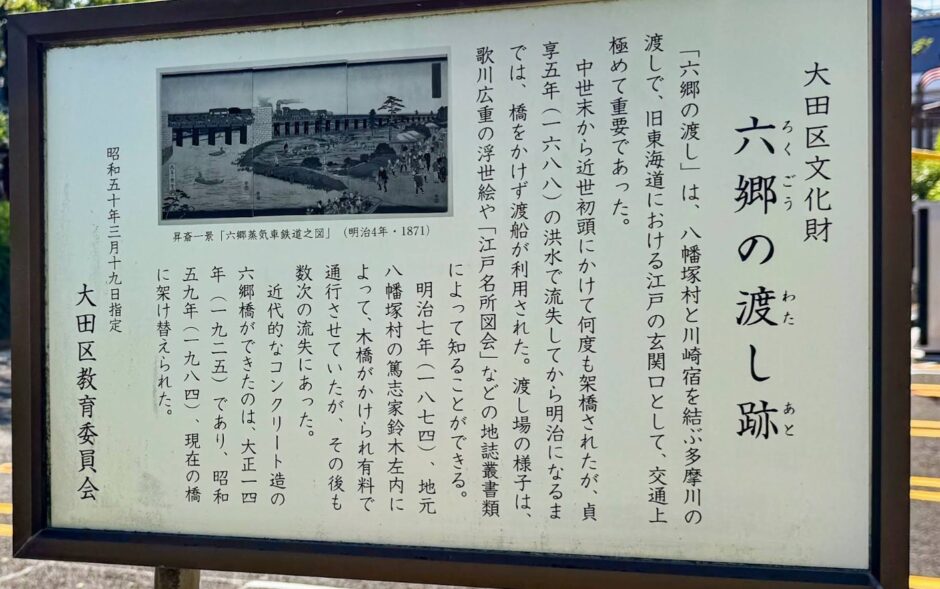 大田区文化財
六郷の渡し跡
ろくごう
わた
あと
「六郷の渡し」は、八幡塚村と川崎宿を結ぶ多摩川の
渡しで、旧東海道における江戸の玄関口として、交通上
極めて重要であった。
中世末から近世初頭にかけて何度も架橋されたが、貞
享五年（一六八八）の洪水で流失してから明治になるま
では、橋をかけず渡船が利用された。渡し場の様子は、
歌川広重の浮世絵や「江戸名所図会」などの地誌叢書類
によって知ることができる。
明治七年（一八七四）、地元
八幡塚村の篤志家鈴木左内に
よって、木橋がかけられ有料で
通行させていたが、その後も
数次の流失にあった。
近代的なコンクリート造の
六郷橋ができたのは、大正一四
年（一九二五）であり、昭和
五九年（一九八四）、現在の橋
に架け替えられた。
昇斎一景「六郷蒸気車鉄道之図」（明治4年・1871）
昭和五十年三月十九日指定
大田区教育委員会